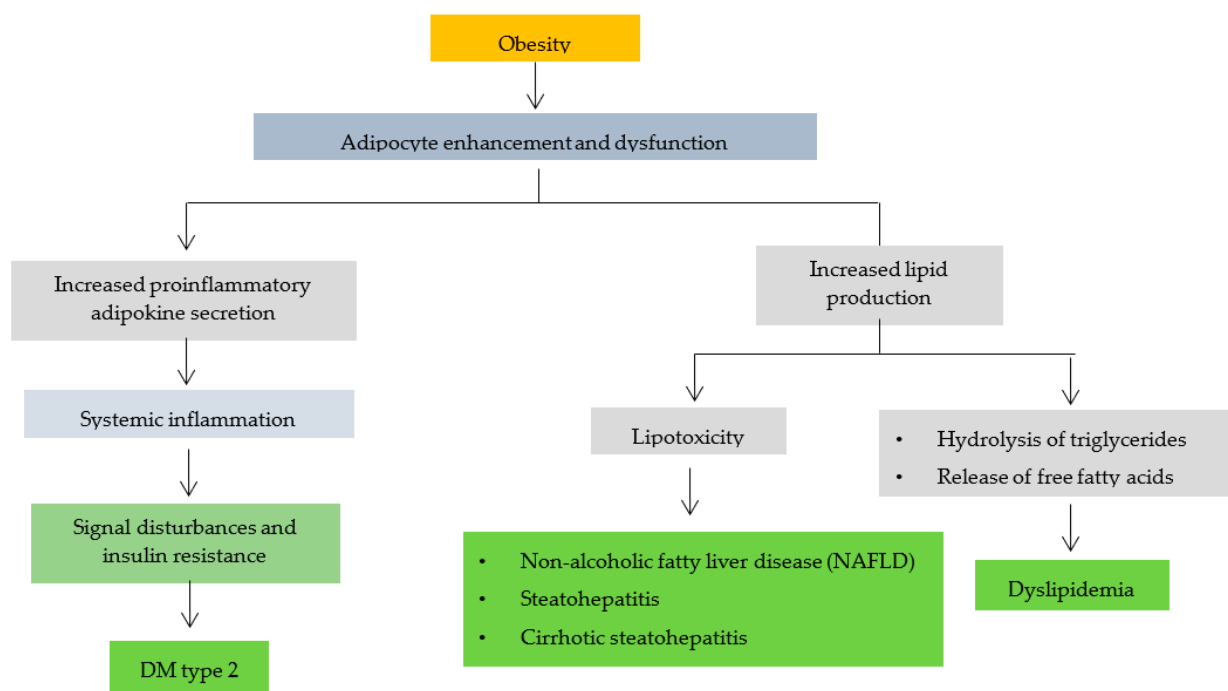 Obesity
Adipocyte enhancement and dysfunction
Increased proinflammatory
adipokine secretion
Increased lipid
production
Systemic inflammation
Lipotoxicity
• Hydrolysis of triglycerides
• Release of free fatty acids
Signal disturbances and
insulin resistance
• Non-alcoholic fatty liver disease (NAFLD)
• Steatohepatitis
• Cirrhotic steatohepatitis
Dyslipidemia
DM type 2